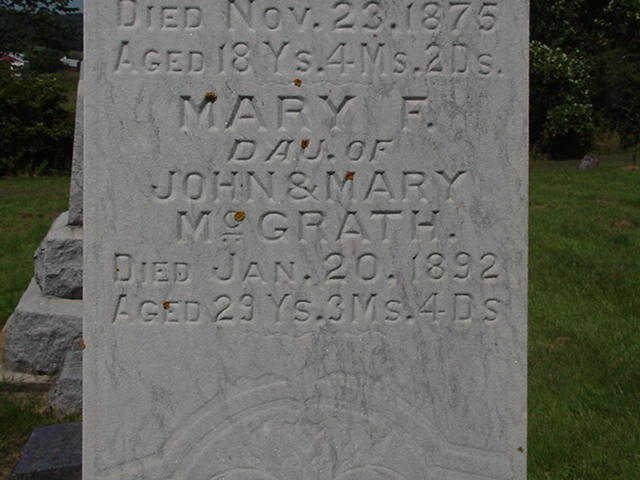 DIED NOV. 23. 1875
AGED 18 YS. 4 MS. 2 DS.
MARY F.
DAU. OF
JOHN & MARY
McGRATH.
DIED JAN. 20. 1892
AGED 29 YS. 3 MS. 4 DS